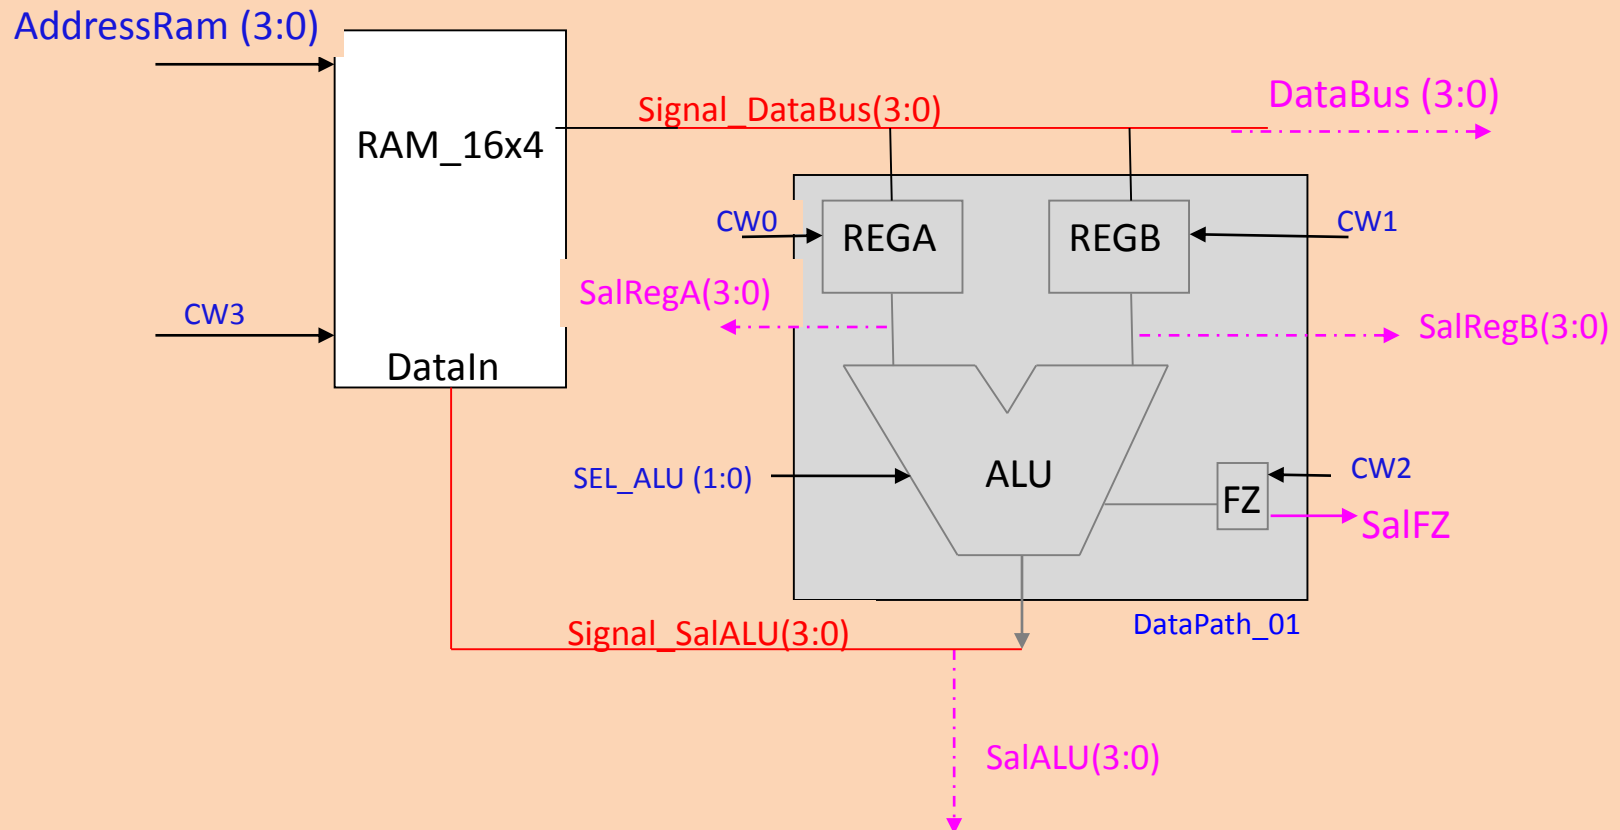 AddressRam (3:0)
DataBus (3:0)
Signal_DataBus(3:0)
RAM_16x4
CW0
REGA
REGB
CW1
SalRegA(3:0)
CW3
SalRegB(3:0)
DataIn
ALU
CW2
SEL_ALU (1:0)
FZ
SalFZ
Signal_SalALU(3:0)
DataPath_01
SalALU(3:0)